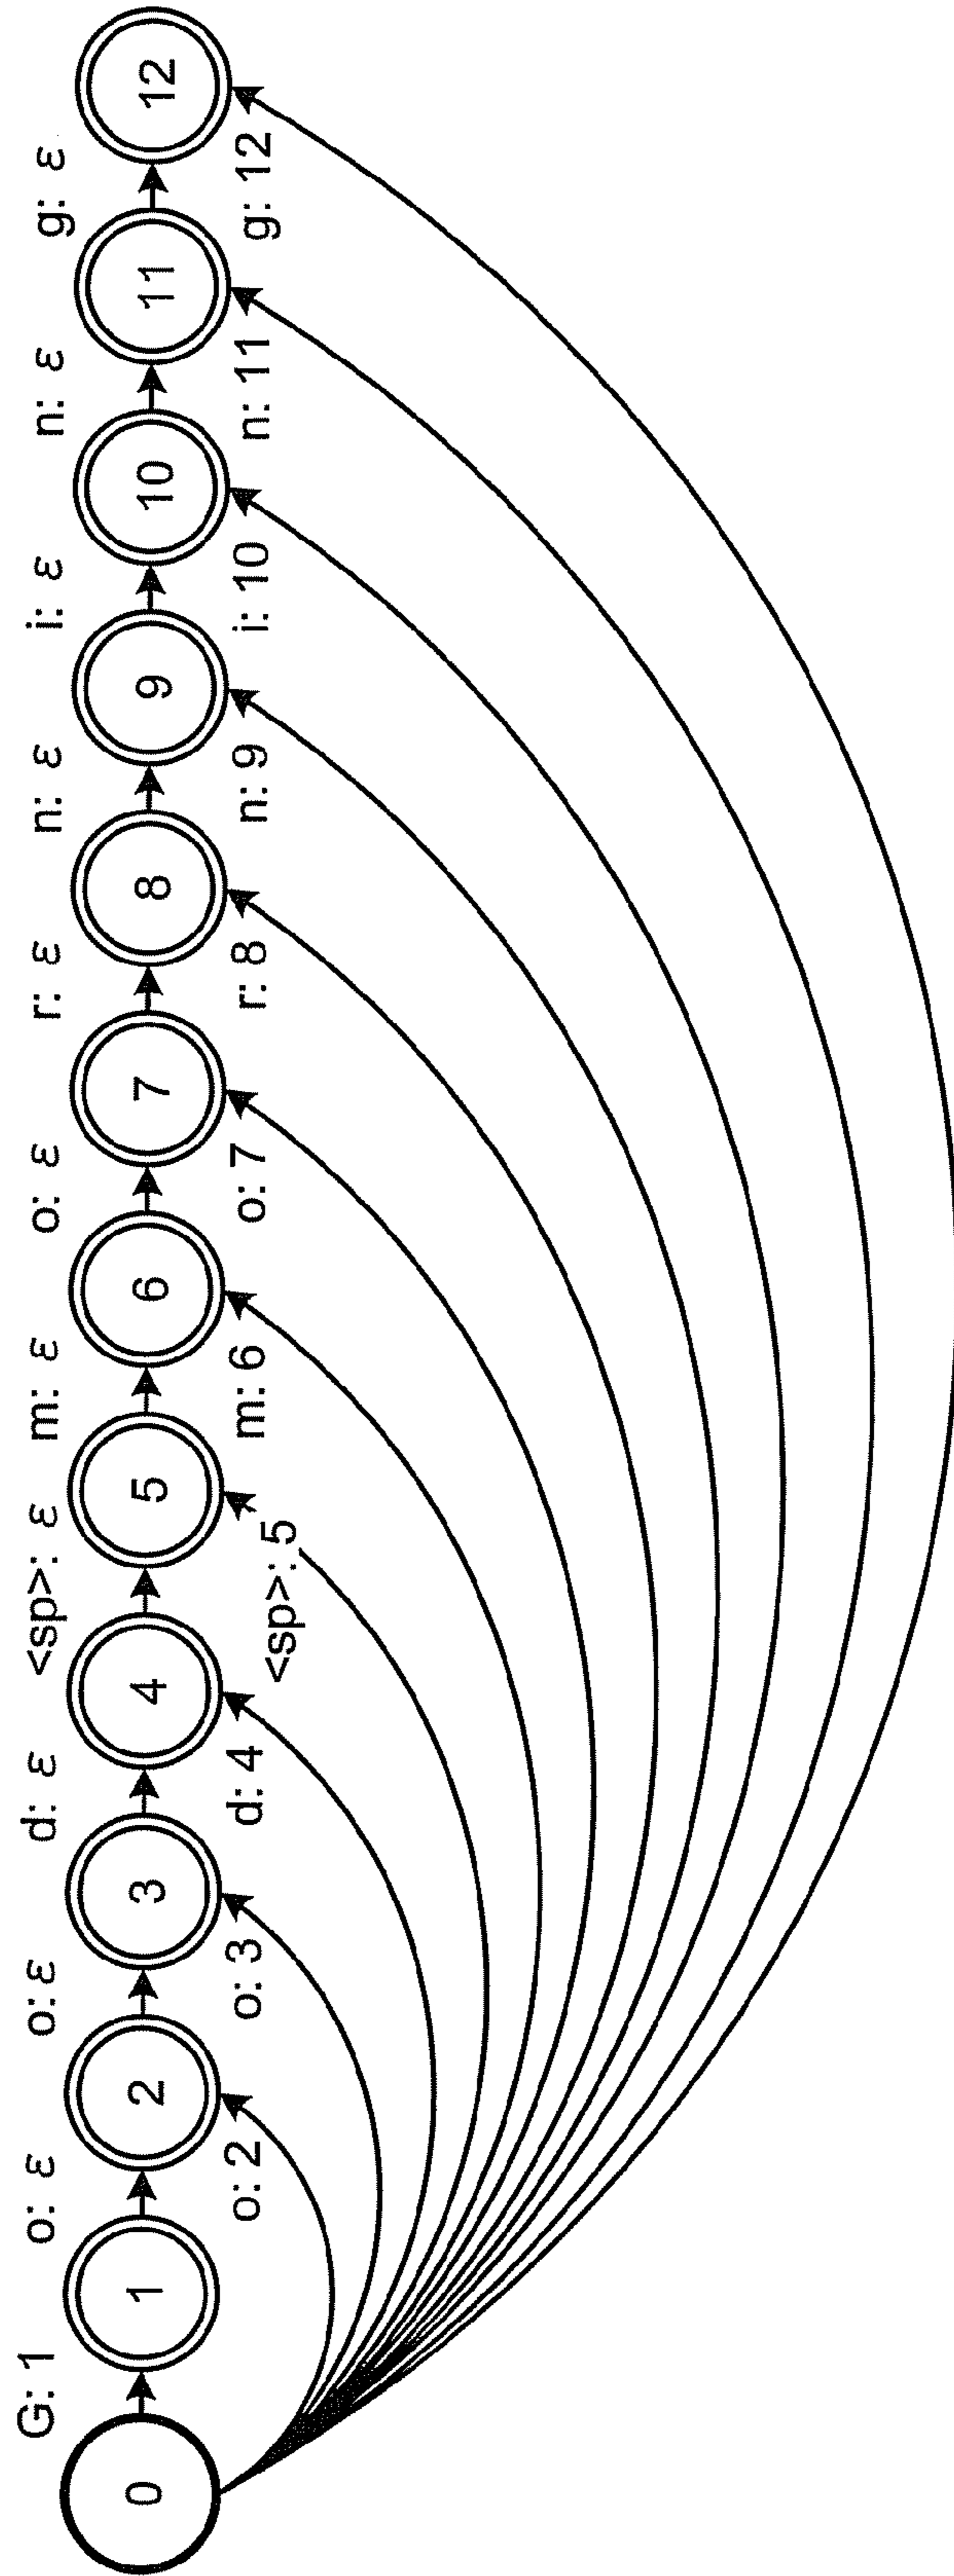 G: 1 o: ε o: ε d: ε <sp>: ε m: ε o: ε r: ε n: ε i: ε n: ε g: ε
0 1 2 3 4 5 6 7 8 9 10 11 12
o: 2 o: 3 d: 4 <sp>: 5 m: 6 o: 7 r: 8 n: 9 i: 10 n: 11 g: 12